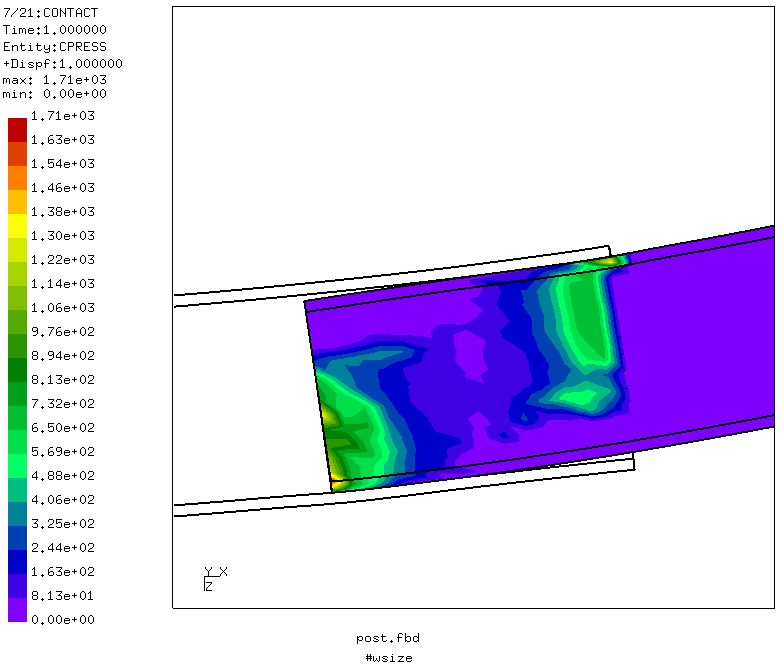 7/21:CONTACT
Time:1.000000
Entity:CPRESS
+Dispf:1.000000
max: 1.71e+03
min: 0.00e+00
1.71e+03
1.63e+03
1.54e+03
1.46e+03
1.38e+03
1.30e+03
1.22e+03
1.14e+03
1.06e+03
9.76e+02
8.94e+02
8.13e+02
7.32e+02
6.50e+02
5.69e+02
4.88e+02
4.06e+02
3.25e+02
2.44e+02
1.63e+02
8.13e+01
0.00e+00
Y X
Z
post.fbd
#wsize